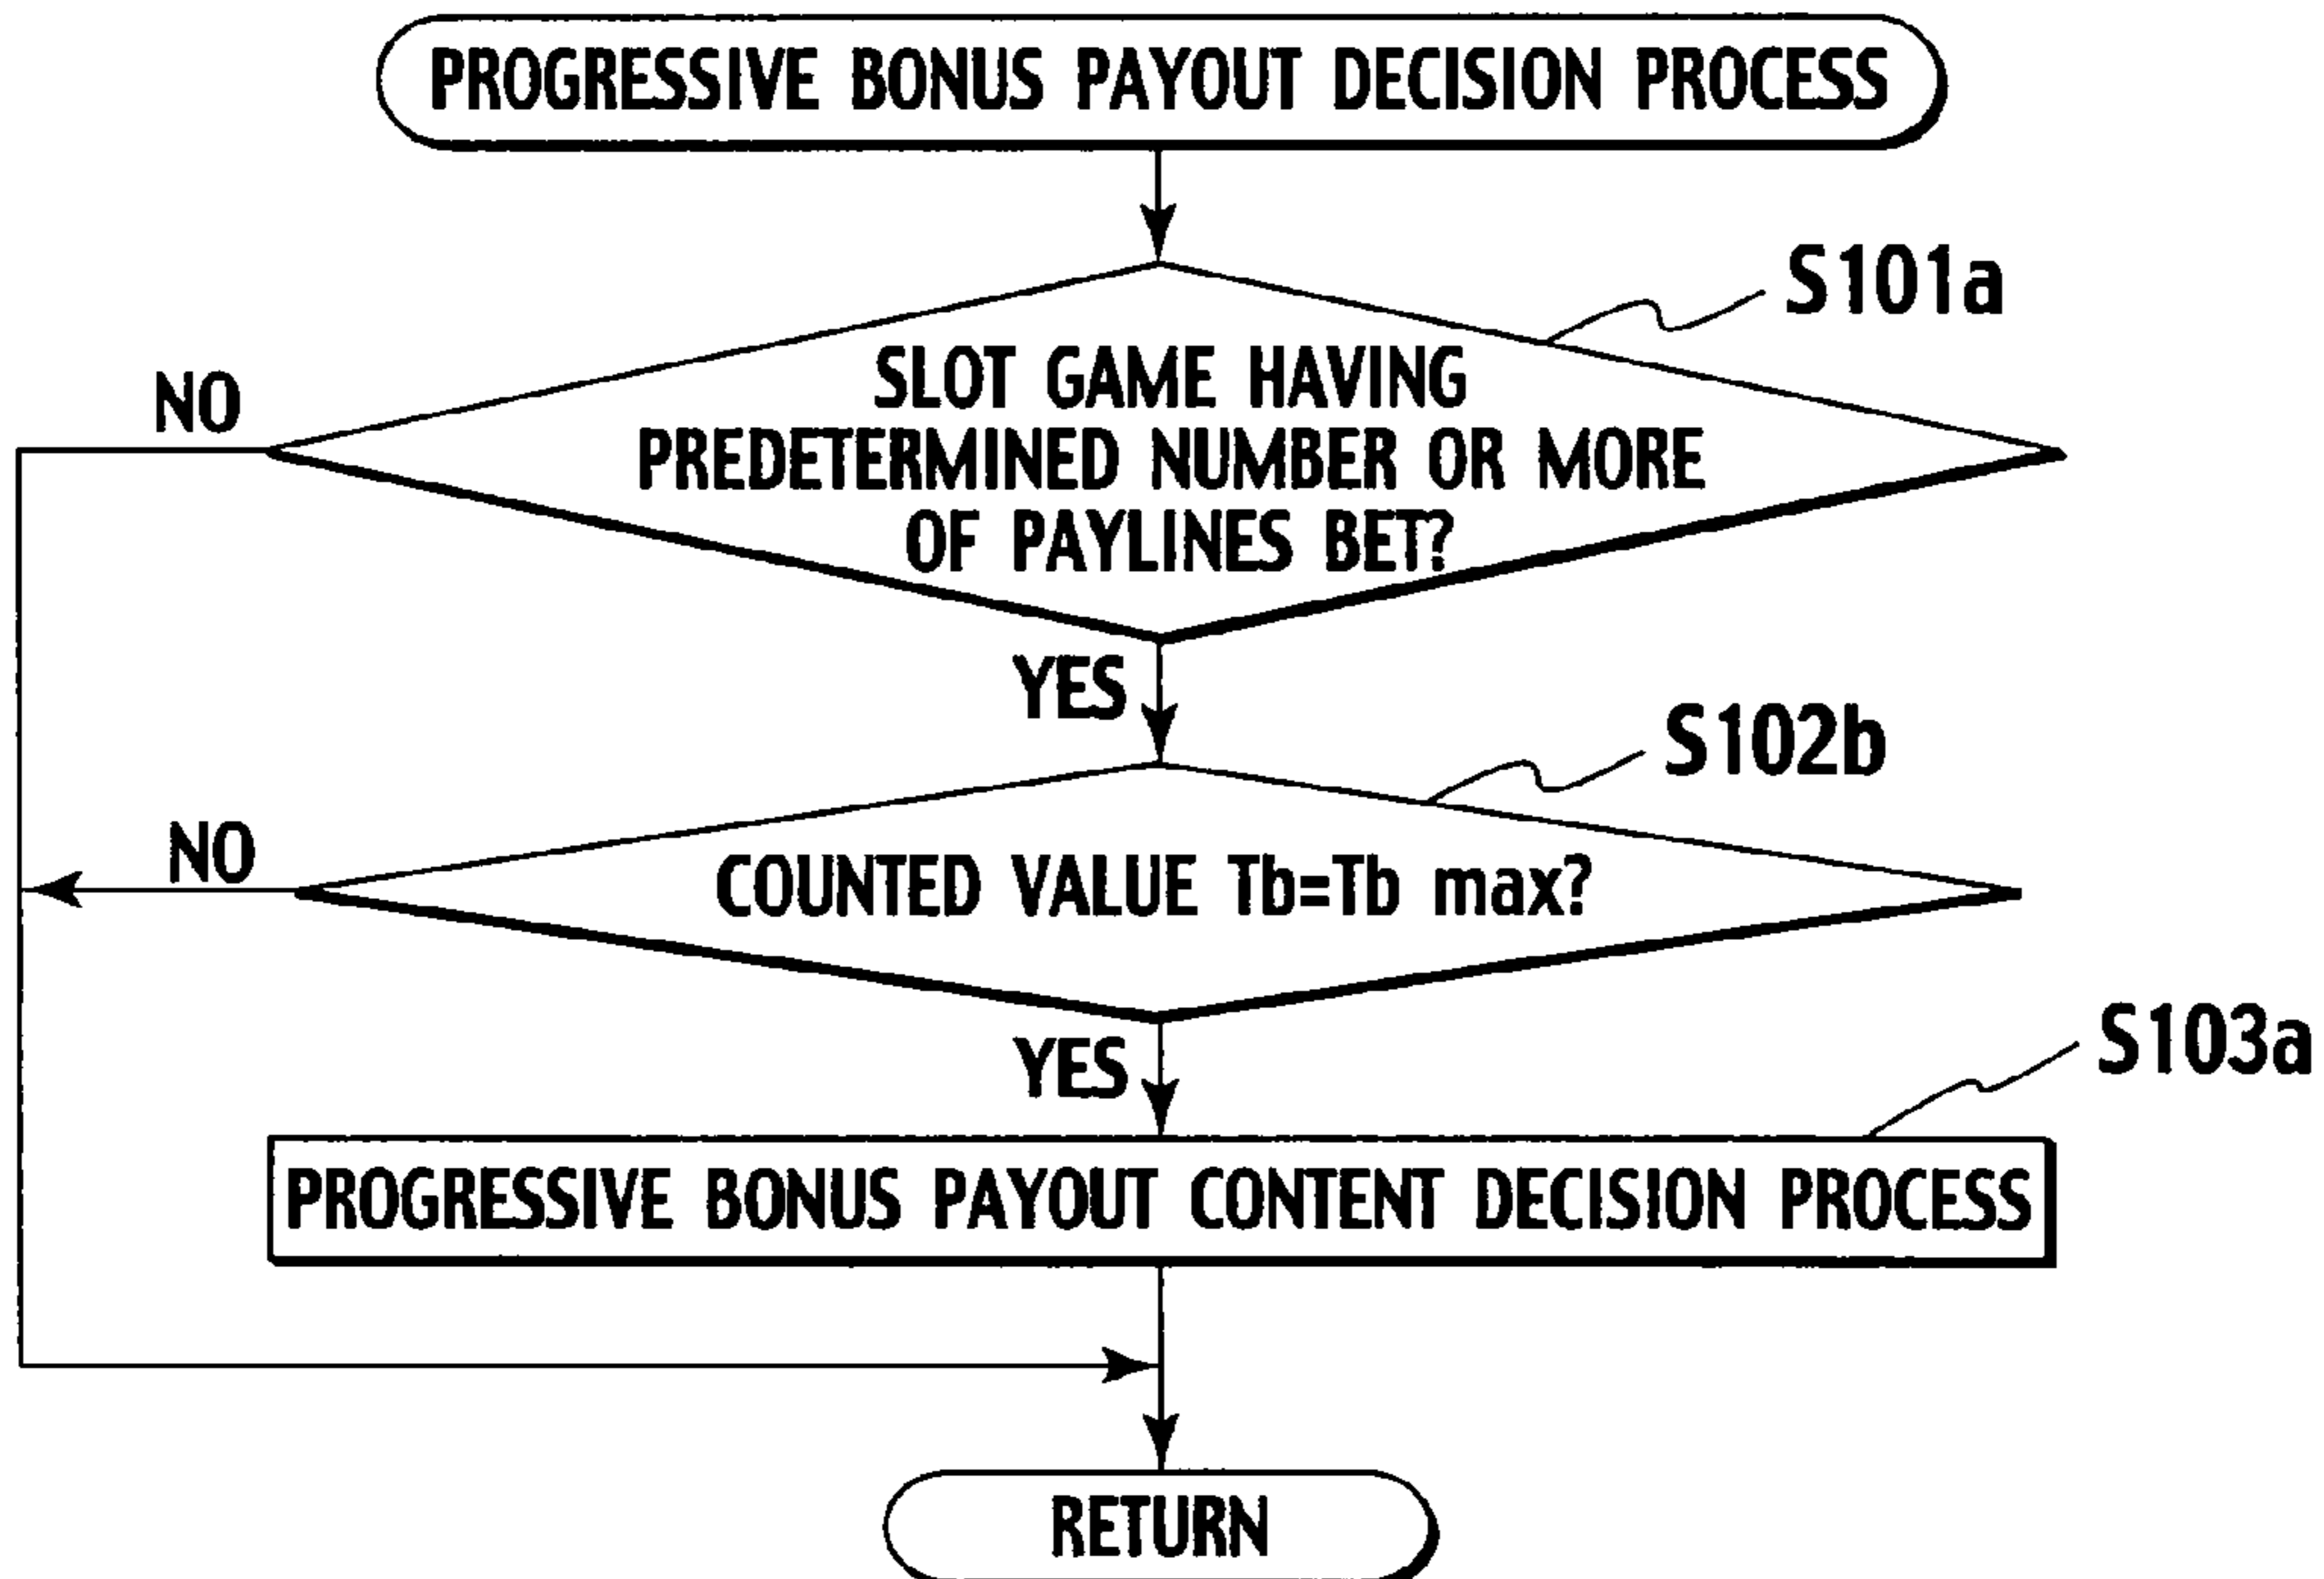 PROGRESSIVE BONUS PAYOUT DECISION PROCESS
S101a
SLOT GAME HAVING
PREDETERMINED NUMBER OR MORE
OF PAYLINES BET?
NO
YES
S102b
COUNTED VALUE Tb=Tb max?
NO
YES
S103a
PROGRESSIVE BONUS PAYOUT CONTENT DECISION PROCESS
RETURN